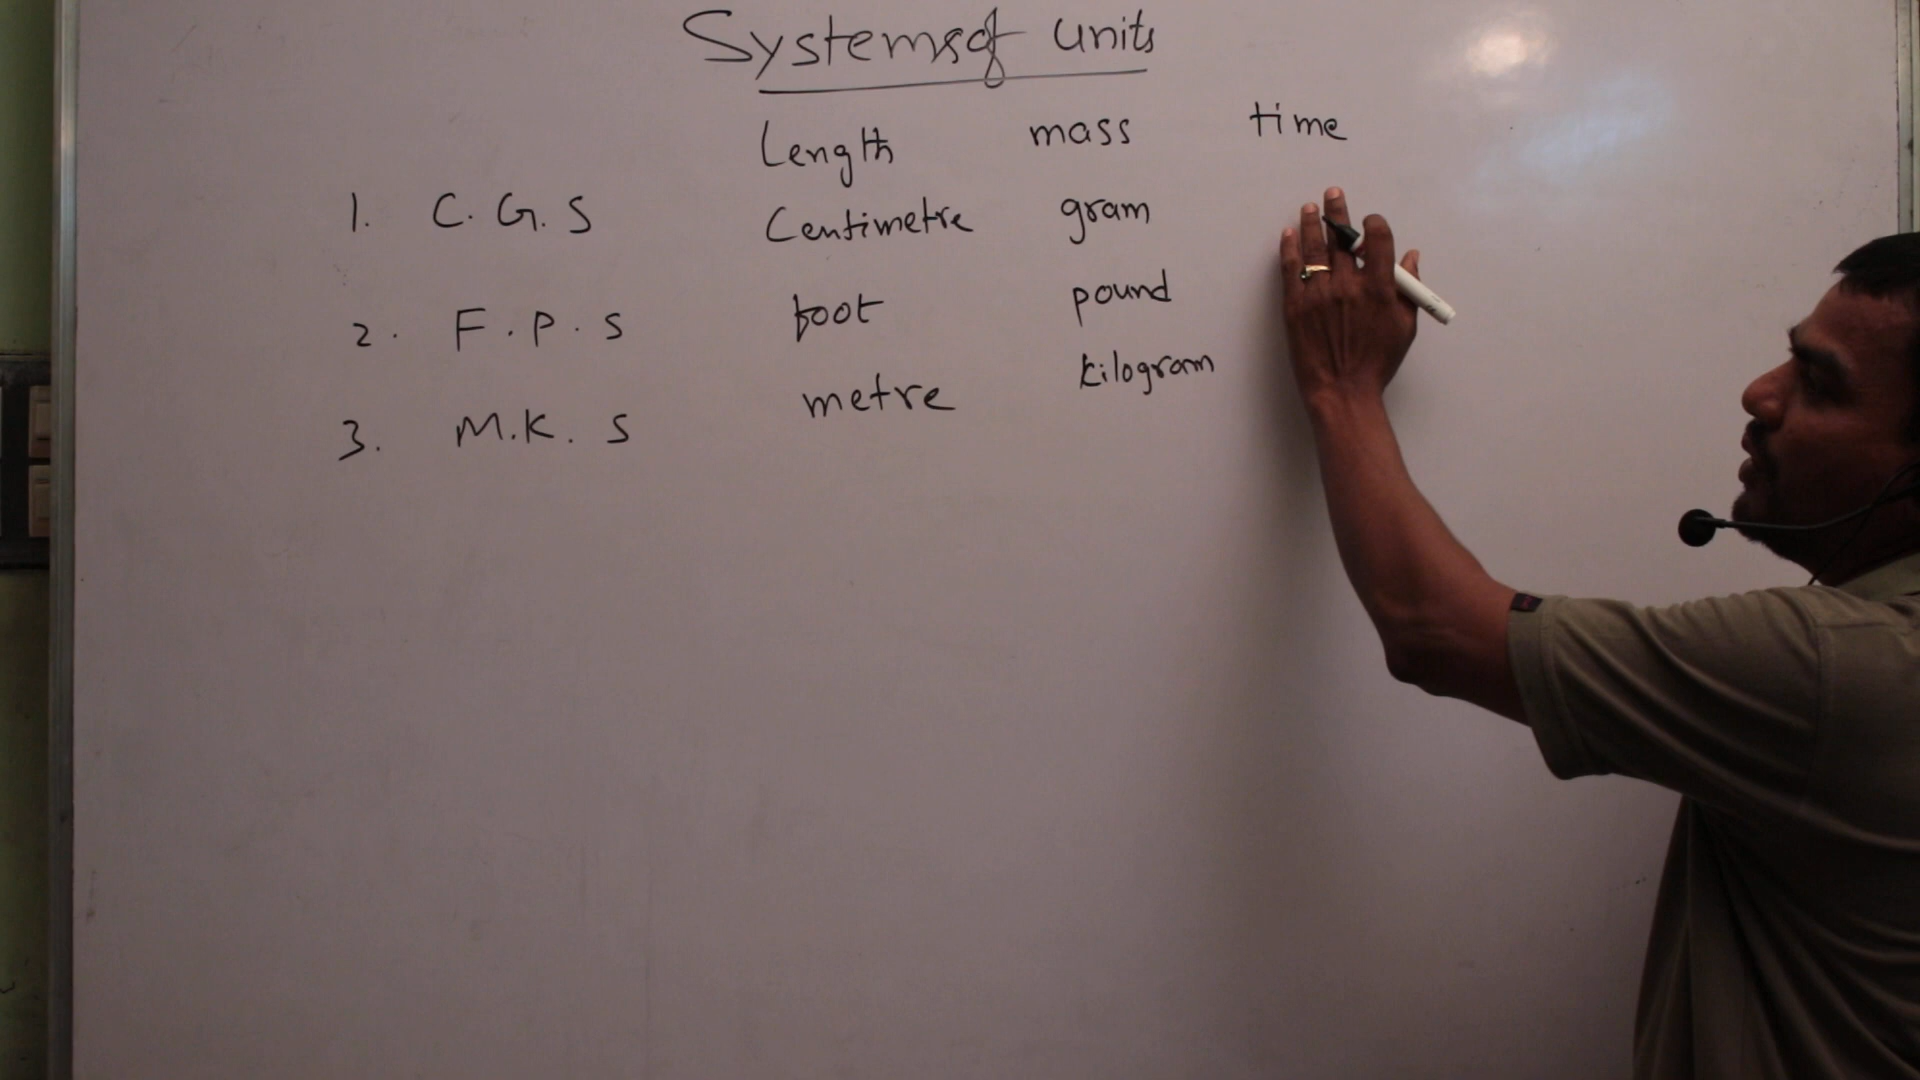 Systems of units
Length mass time
1. C. G. S Centimetre gram
2. F. P. S foot pound
3. M. K. S metre kilogram